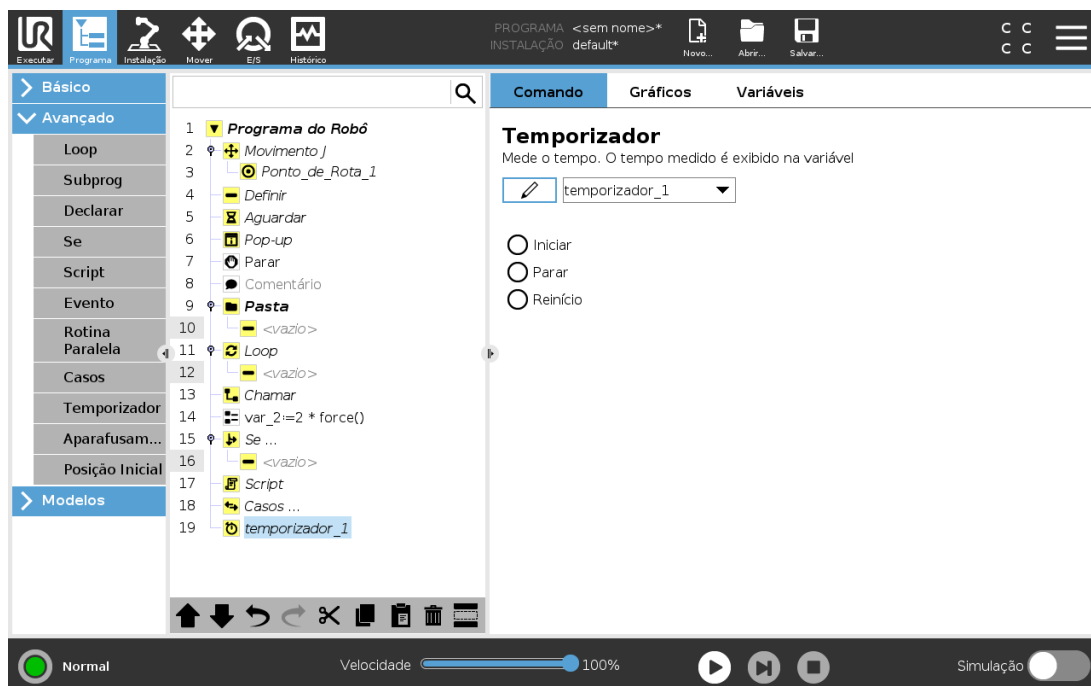 PROGRAMA <sem nome>*
INSTALAÇÃO default*
C C
C C
Executar Programa Instalação Mover E/S Histórico Novo... Abrir... Salvar...
Básico
Avançado
Loop
Subprog
Declarar
Se
Script
Evento
Rotina
Paralela
Casos
Temporizador
Aparafusam...
Posição Inicial
Modelos
1 Programa do Robô
2 Movimento J
3 Ponto_de_Rota_1
4 Definir
5 Aguardar
6 Pop-up
7 Parar
8 Comentário
9 Pasta
10 <vazio>
11 Loop
12 <vazio>
13 Chamar
14 var_2:=2 * force()
15 Se ...
16 <vazio>
17 Script
18 Casos ...
19 temporizador_1
Comando Gráficos Variáveis
Temporizador
Mede o tempo. O tempo medido é exibido na variável
temporizador_1
Iniciar
Parar
Reinício
Normal Velocidade 100% Simulação